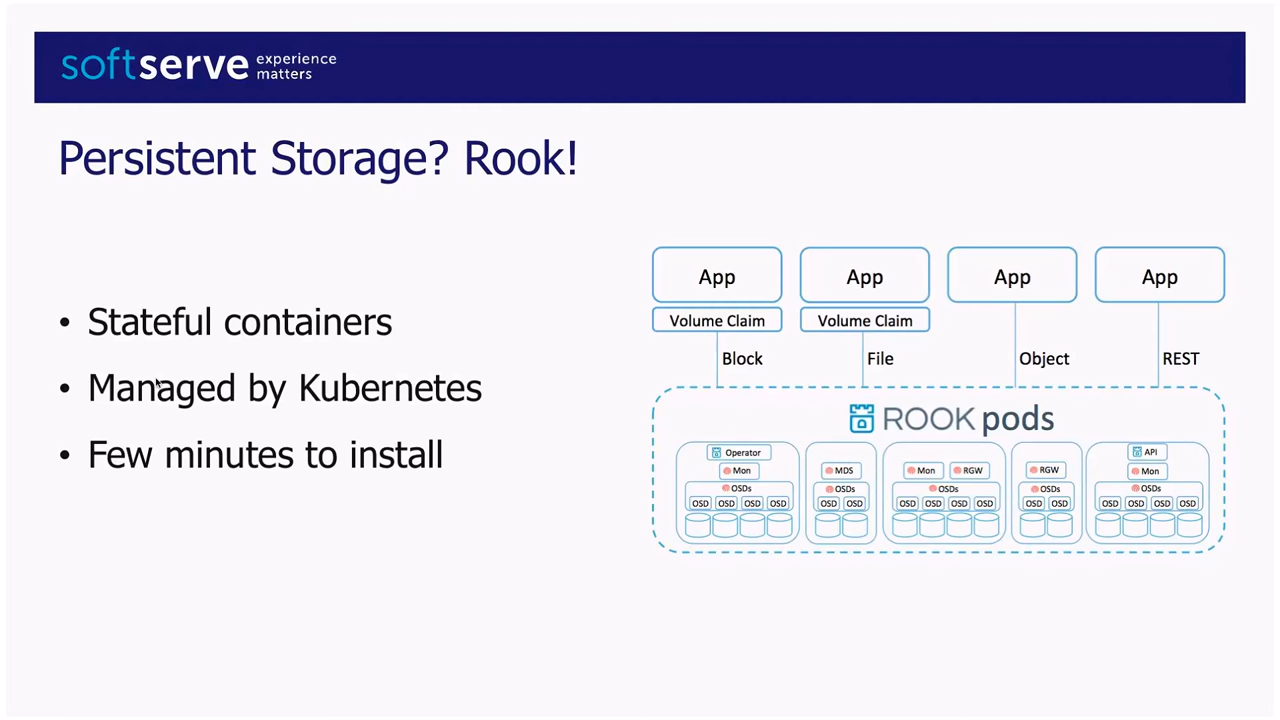 softserve experience
matters
Persistent Storage? Rook!
• Stateful containers
• Managed by Kubernetes
• Few minutes to install
App App App App
Volume Claim Volume Claim
Block File Object REST
ROOK pods
Operator API
Mon MDS Mon RGW RGW Mon
OSDs OSDs OSDs OSDs OSDs
OSD OSD OSD OSD OSD OSD OSD OSD OSD OSD OSD OSD OSD OSD OSD OSD